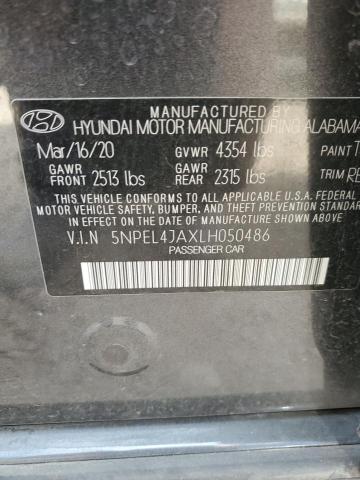 MANUFACTURED BY
HYUNDAI MOTOR MANUFACTURING ALABAMA
Mar/16/20 GVWR 4354 lbs PAINT T
GAWR GAWR
FRONT 2513 lbs REAR 2315 lbs TRIM RE
THIS VEHICLE CONFORMS TO ALL APPLICABLE U.S. FEDERAL
MOTOR VEHICLE SAFETY, BUMPER, AND THEFT PREVENTION STANDARDS
IN EFFECT ON THE DATE OF MANUFACTURE SHOWN ABOVE.
V.I.N 5NPEL4JAXLH050486
PASSENGER CAR